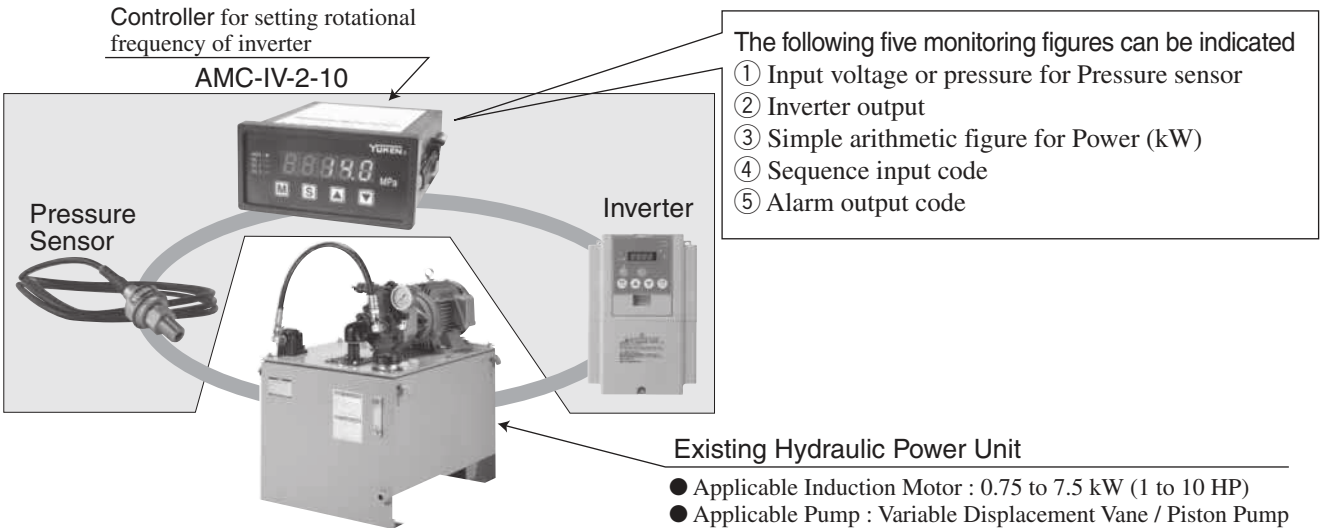 Controller for setting rotational
frequency of inverter
AMC-IV-2-10
The following five monitoring figures can be indicated
① Input voltage or pressure for Pressure sensor
② Inverter output
③ Simple arithmetic figure for Power (kW)
④ Sequence input code
⑤ Alarm output code
YUKEN
8814.0
MPa
M S
Pressure
Sensor
Inverter
Existing Hydraulic Power Unit
● Applicable Induction Motor : 0.75 to 7.5 kW (1 to 10 HP)
● Applicable Pump : Variable Displacement Vane / Piston Pump